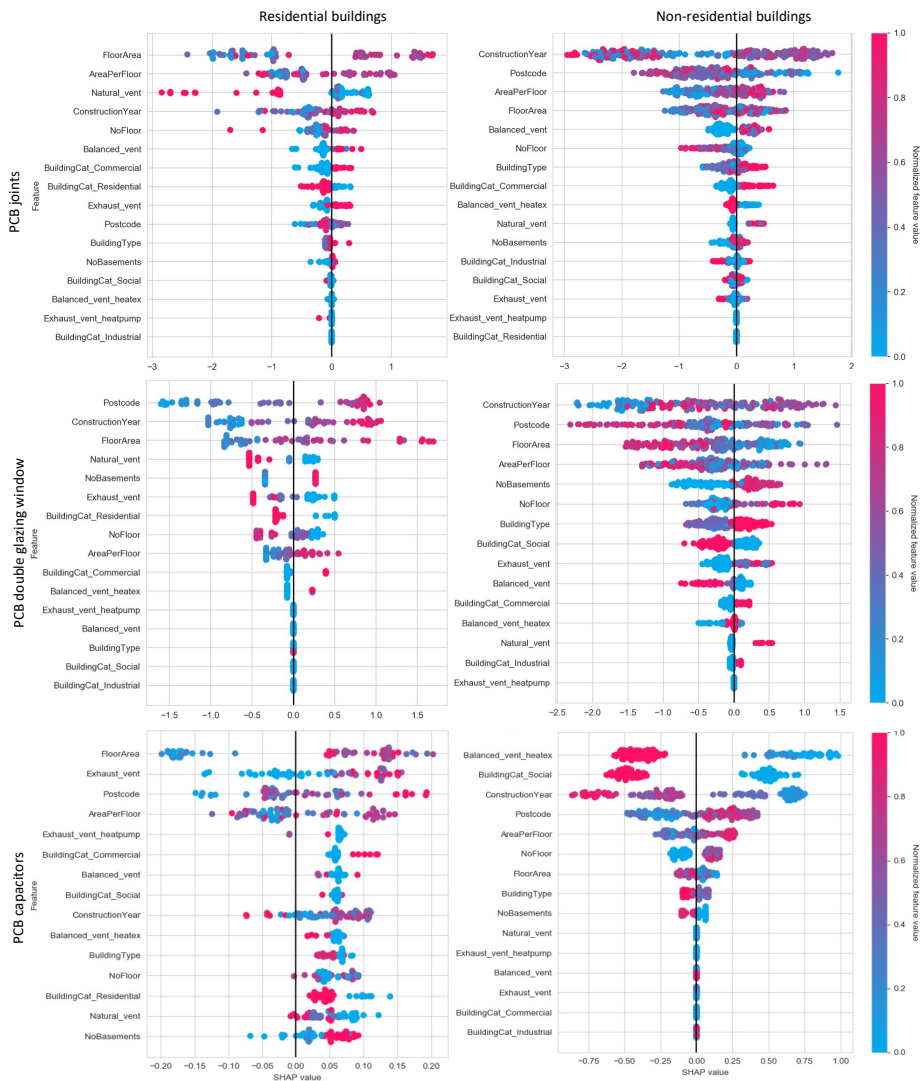 Residential buildings
Non-residential buildings
PCB joints
Feature
FloorArea
AreaPerFloor
Natural_vent
ConstructionYear
NoFloor
Balanced_vent
BuildingCat_Commercial
BuildingCat_Residential
Exhaust_vent
Postcode
BuildingType
NoBasements
BuildingCat_Social
Balanced_vent_heatex
Exhaust_vent_heatpump
BuildingCat_Industrial
−3 −2 −1 0 1
ConstructionYear
Postcode
AreaPerFloor
FloorArea
Balanced_vent
NoFloor
BuildingType
BuildingCat_Commercial
Balanced_vent_heatex
Natural_vent
NoBasements
BuildingCat_Industrial
BuildingCat_Social
Exhaust_vent
Exhaust_vent_heatpump
BuildingCat_Residential
−3 −2 −1 0 1 2
1.0
0.8
0.6
0.4
0.2
0.0
Normalized feature value
PCB double glazing window
Feature
Postcode
ConstructionYear
FloorArea
Natural_vent
NoBasements
Exhaust_vent
BuildingCat_Residential
NoFloor
AreaPerFloor
BuildingCat_Commercial
Balanced_vent_heatex
Exhaust_vent_heatpump
Balanced_vent
BuildingType
BuildingCat_Social
BuildingCat_Industrial
−1.5 −1.0 −0.5 0.0 0.5 1.0 1.5
ConstructionYear
Postcode
FloorArea
AreaPerFloor
NoBasements
NoFloor
BuildingType
BuildingCat_Social
Exhaust_vent
Balanced_vent
BuildingCat_Commercial
Balanced_vent_heatex
Natural_vent
BuildingCat_Industrial
Exhaust_vent_heatpump
−2.5 −2.0 −1.5 −1.0 −0.5 0.0 0.5 1.0 1.5
1.0
0.8
0.6
0.4
0.2
0.0
Normalized feature value
PCB capacitors
Feature
FloorArea
Exhaust_vent
Postcode
AreaPerFloor
Exhaust_vent_heatpump
BuildingCat_Commercial
Balanced_vent
BuildingCat_Social
ConstructionYear
Balanced_vent_heatex
BuildingType
NoFloor
BuildingCat_Residential
Natural_vent
NoBasements
−0.20 −0.15 −0.10 −0.05 0.00 0.05 0.10 0.15 0.20
SHAP value
Balanced_vent_heatex
BuildingCat_Social
ConstructionYear
Postcode
AreaPerFloor
NoFloor
FloorArea
BuildingType
NoBasements
Natural_vent
Exhaust_vent_heatpump
Balanced_vent
Exhaust_vent
BuildingCat_Commercial
BuildingCat_Industrial
−0.75 −0.50 −0.25 0.00 0.25 0.50 0.75 1.00
SHAP value
1.0
0.8
0.6
0.4
0.2
0.0
Normalized feature value